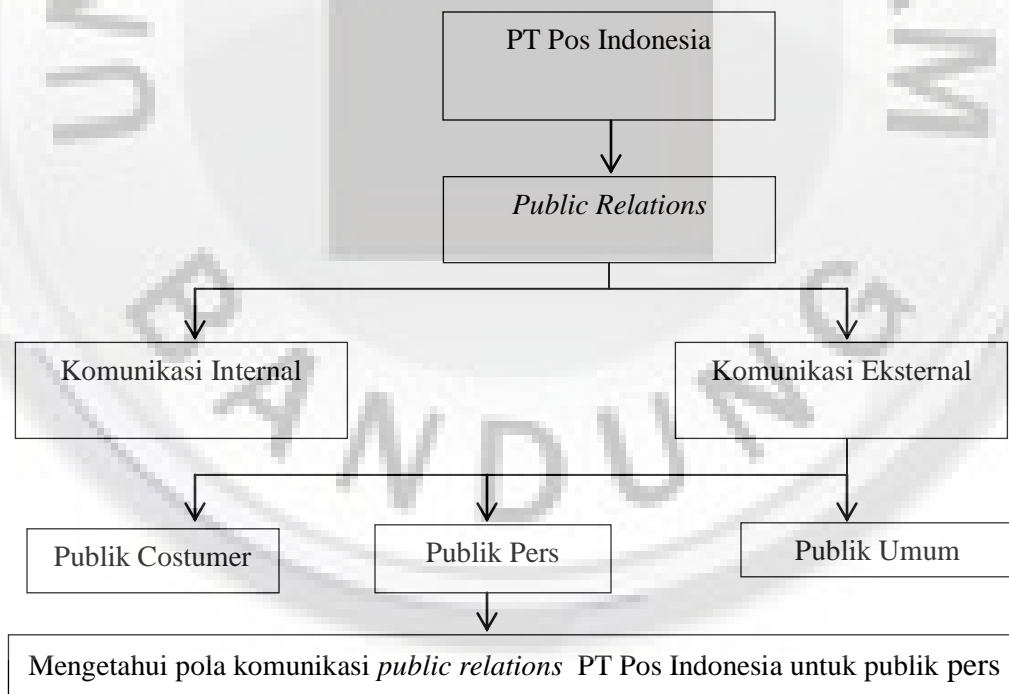 PT Pos Indonesia
Public Relations
Komunikasi Internal
Komunikasi Eksternal
Publik Costumer
Publik Pers
Publik Umum
Mengetahui pola komunikasi public relations PT Pos Indonesia untuk publik pers
BANDUNG